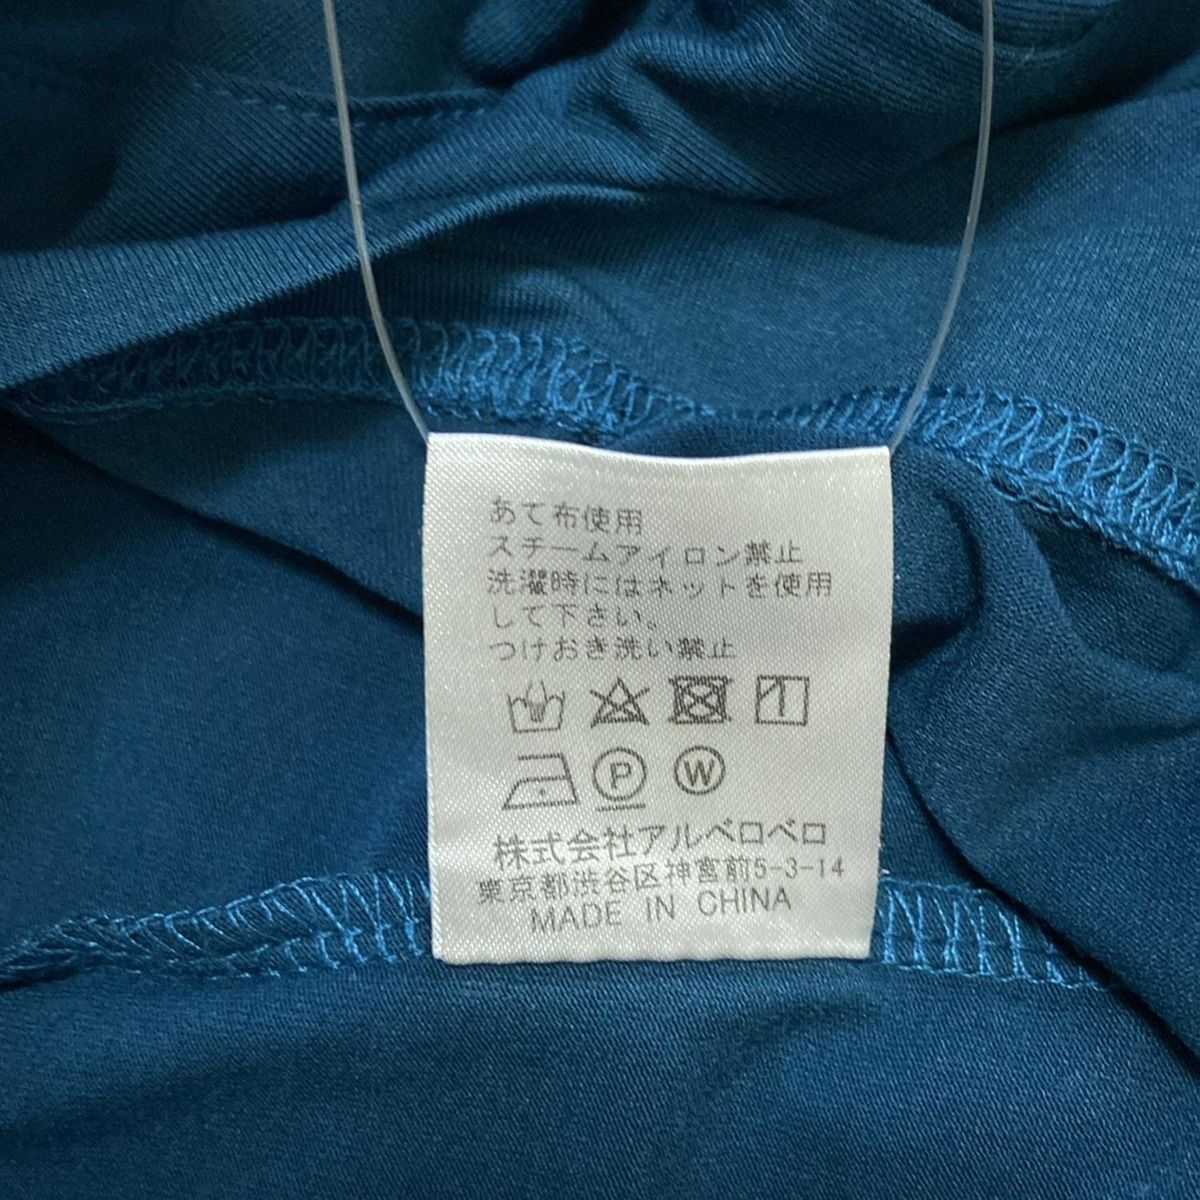 あて布使用
スチームアイロン禁止
洗濯時にはネットを使用
して下さい。
つけおき洗い禁止
P W
株式会社アルベロベロ
東京都渋谷区神宮前5-3-14
MADE IN CHINA